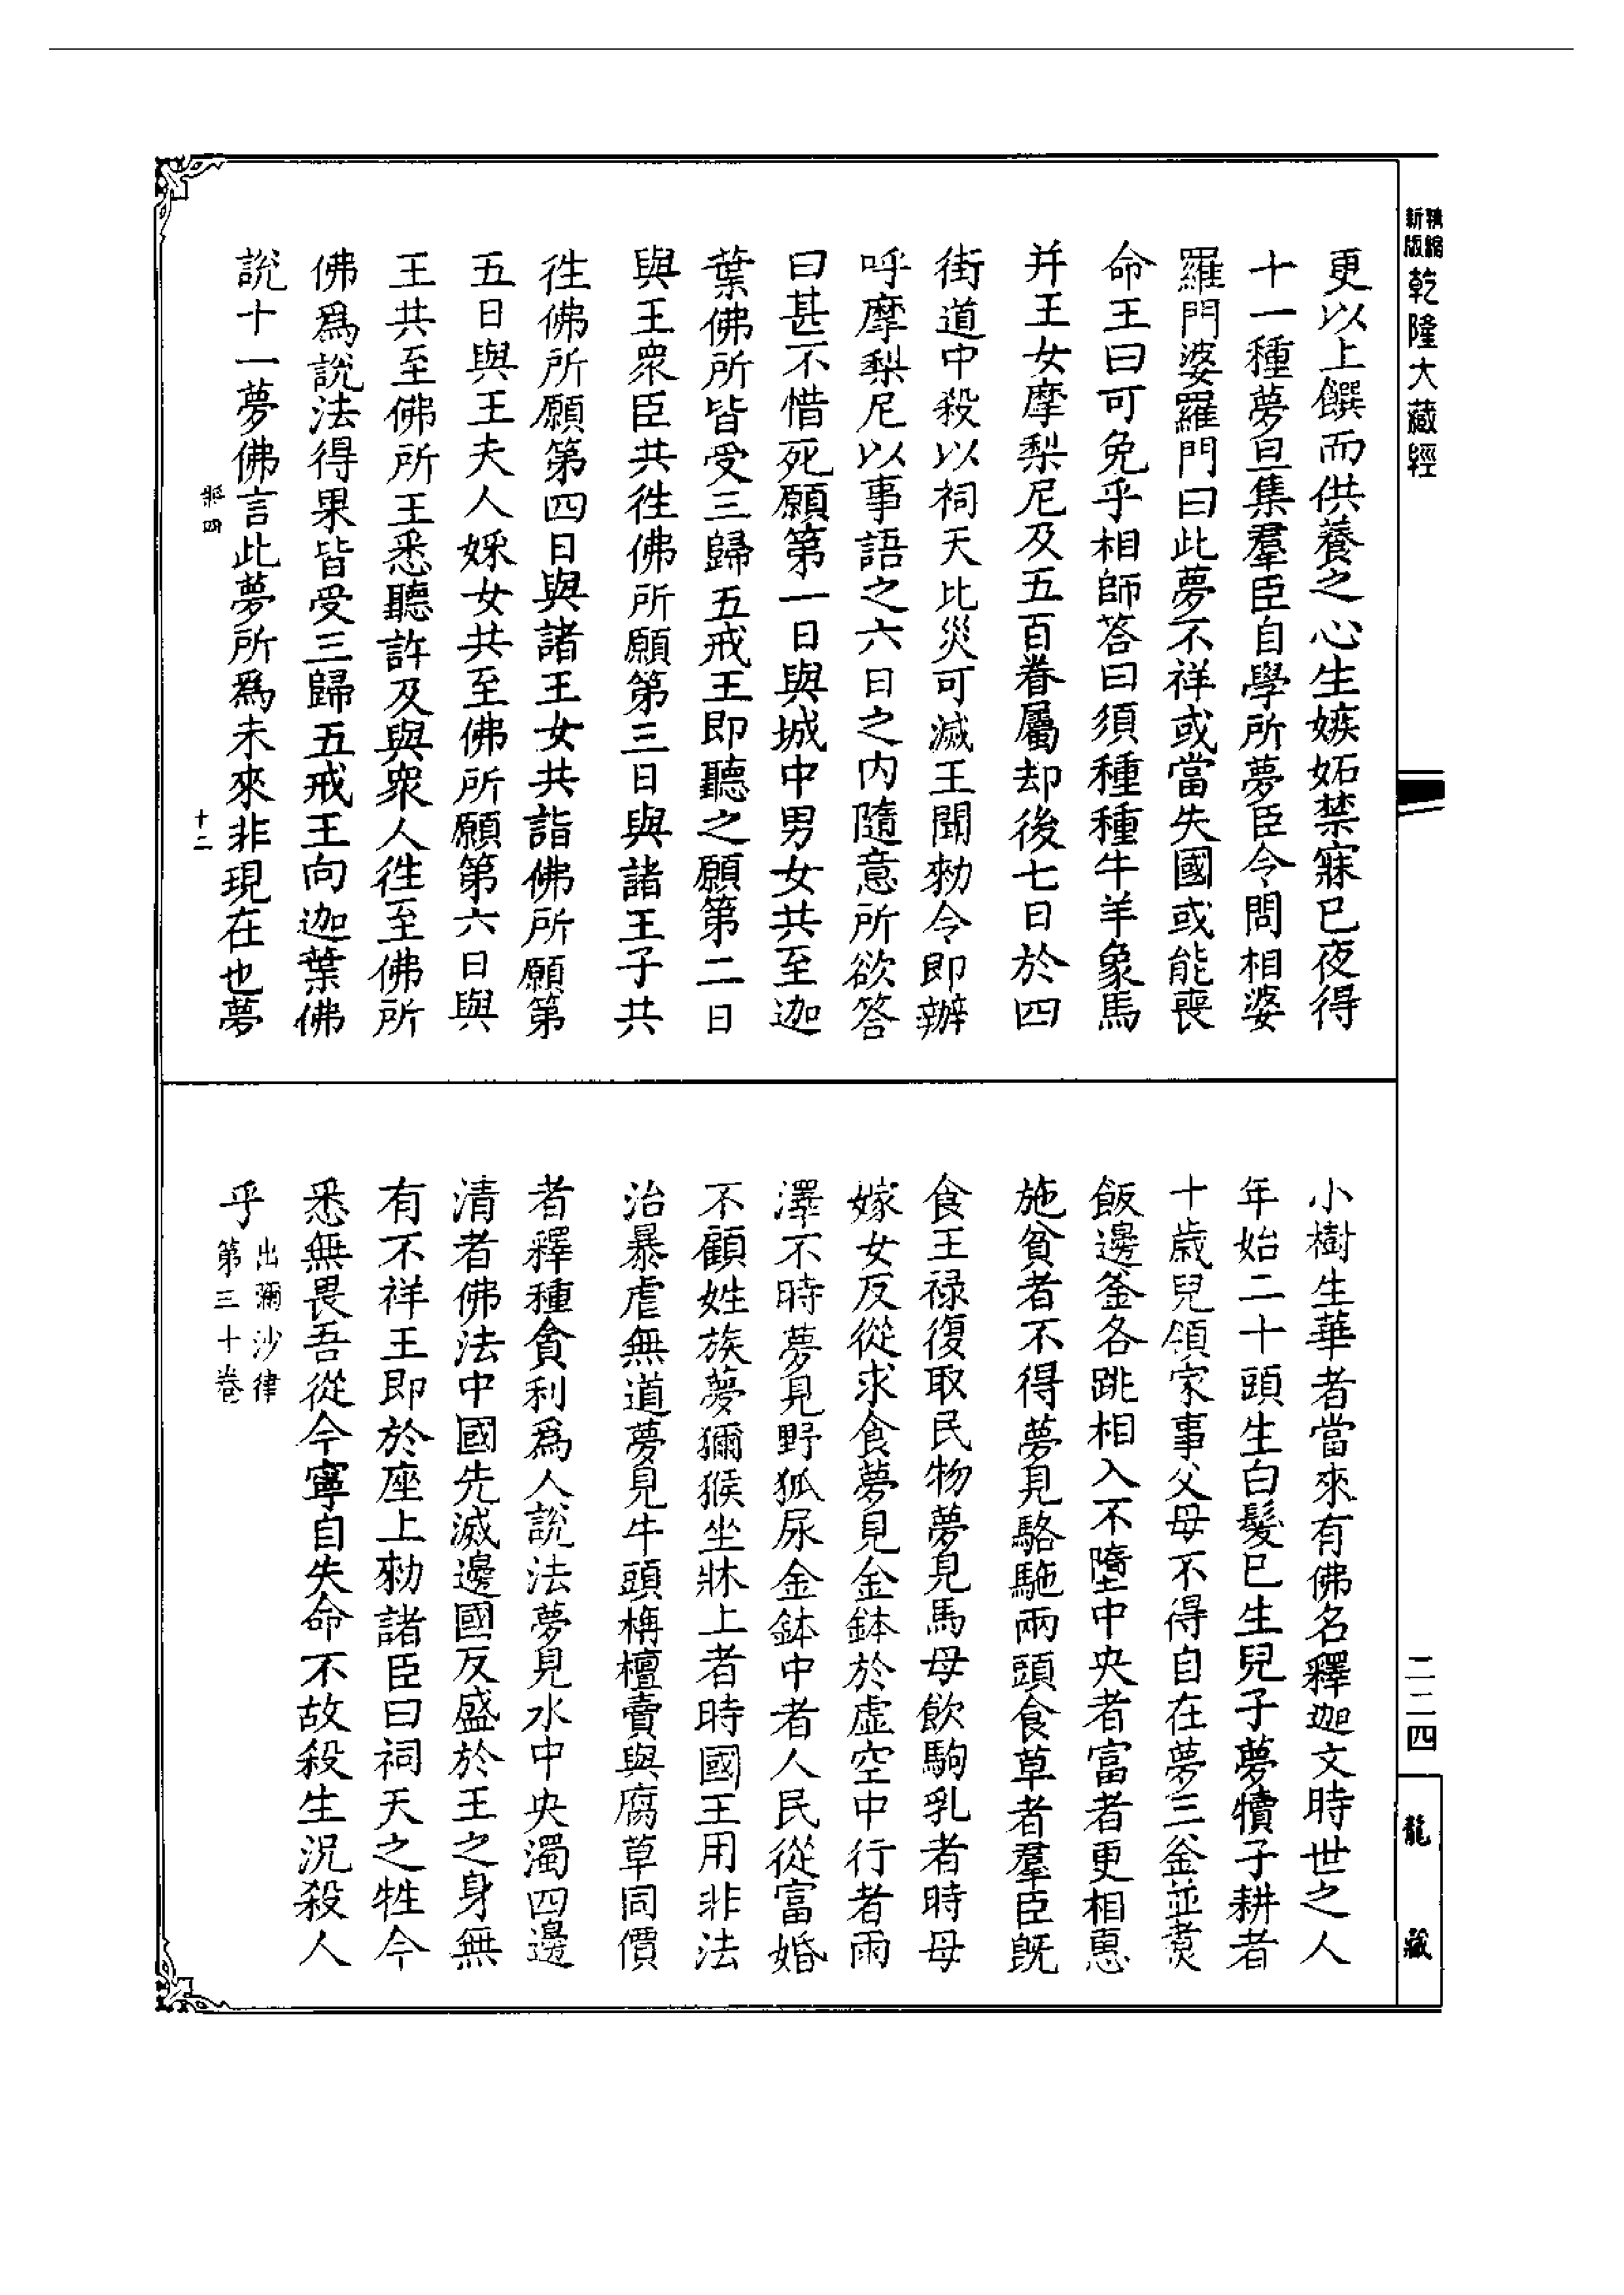 精縮新版乾隆大藏經
更以上饌而供養之心生嫉妬禁寐已夜得
十一種夢旦集羣臣自學所夢臣令問相婆
羅門婆羅門曰此夢不祥或當失國或能喪
命王曰可免乎相師答曰須種種牛羊象馬
并王女摩梨尼及五百眷屬却後七日於四
街道中殺以祠天比災可滅王聞勑令即辦
呼摩梨尼以事語之六日之内隨意所欲答
曰甚不惜死願第一日與城中男女共至迦
葉佛所皆受三歸五戒王即聽之願第二日
與王衆臣共徃佛所願第三日與諸王子共
徃佛所願第四日與諸王女共詣佛所願第
五日與王夫人婇女共至佛所願第六日與
王共至佛所王悉聽許及與衆人徃至佛所
佛爲説法得果皆受三歸五戒王向迦葉佛
説十一夢佛言此夢所爲未來非現在也夢
四 十二
小樹生華者當來有佛名釋迦文時世之人
年始二十頭生白髮已生兒子夢犢子耕者
十歲兒領家事父母不得自在夢三釜並煑
飯邊釜各跳相入不墮中央者富者更相惠
施貧者不得夢見駱駞兩頭食草者羣臣旣
食王禄復取民物夢見馬母飲駒乳者時母
嫁女反從求食夢見金鉢於虛空中行者雨
澤不時夢見野狐尿金鉢中者人民從富婚
不顧姓族夢獼猴坐牀上者時國王用非法
治暴虐無道夢見牛頭栴檀賣與腐草同價
者釋種貪利爲人説法夢見水中央濁四邊
清者佛法中國先滅邊國反盛於王之身無
有不祥王即於座上勑諸臣曰祠天之牲今
悉無畏吾從今寧自失命不故殺生況殺人
乎 出彌沙律第三十卷
二二四
龍藏